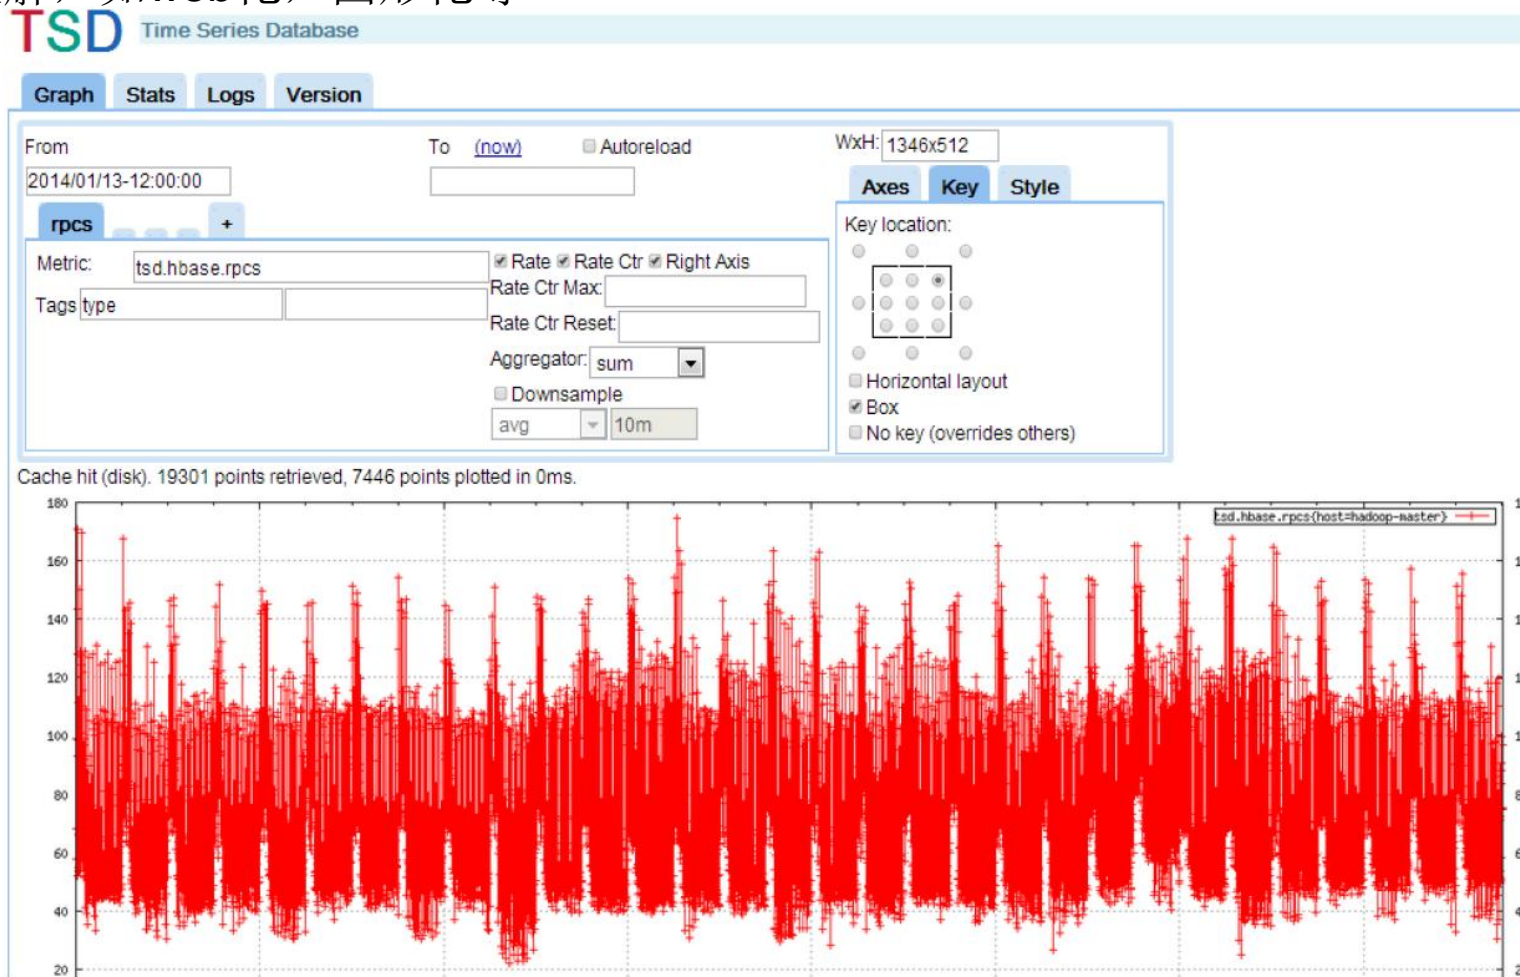 TSD Time Series Database
Graph Stats Logs Version
From To (now) Autoreload WxH: 1346x512
2014/01/13-12:00:00
Axes Key Style
rpcs +
Key location:
Metric: tsd.hbase.rpcs Rate Rate Ctr Right Axis
Tags type Rate Ctr Max:
Rate Ctr Reset:
Aggregator: sum
Horizontal layout
Downsample
Box
avg 10m
No key (overrides others)
Cache hit (disk). 19301 points retrieved, 7446 points plotted in 0ms.
180
tsd.hbase.rpcs{host=hadoop-master}
160
140
120
100
80
60
40
20